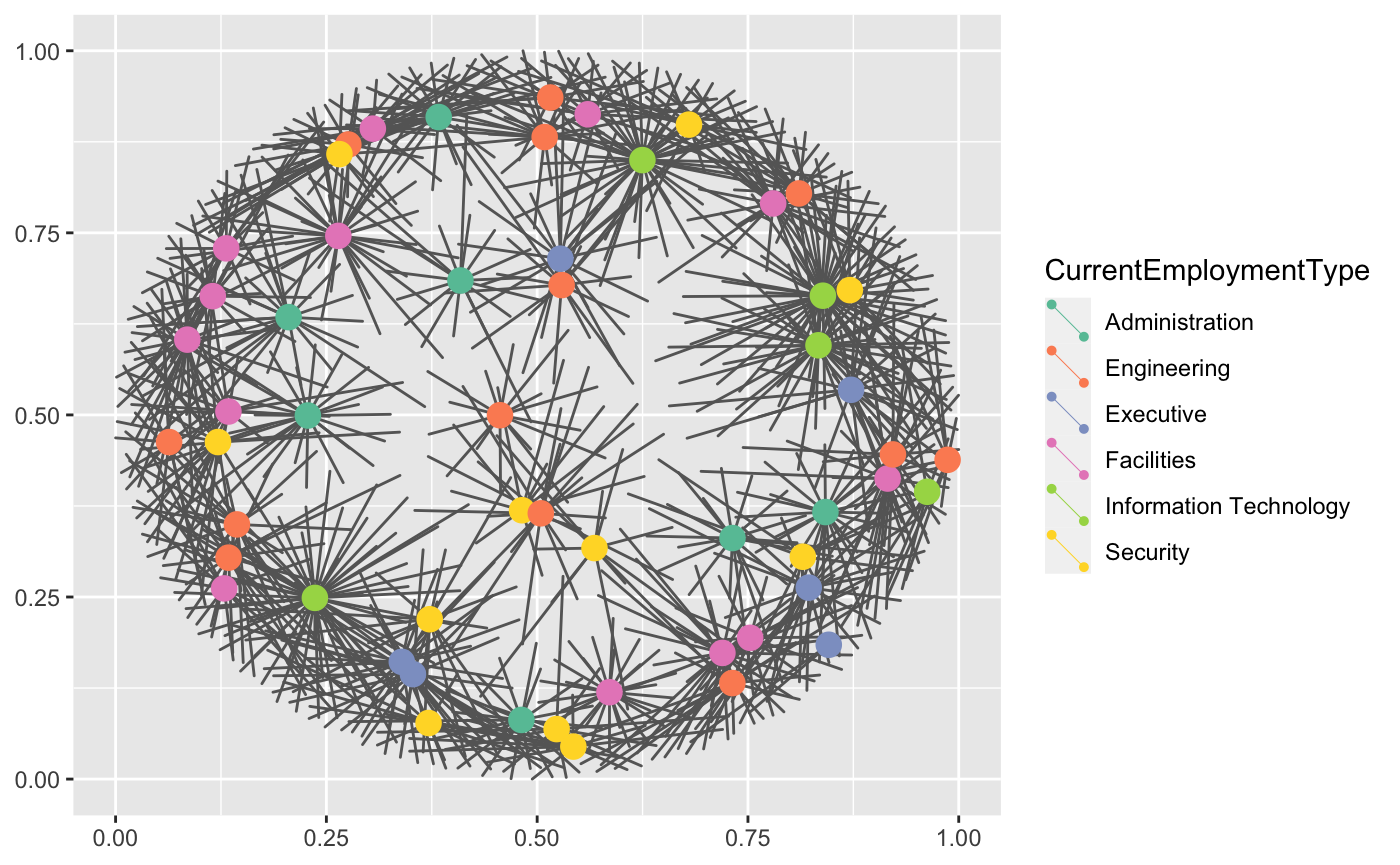 1.00
0.75
0.50
0.25
0.00
0.00 0.25 0.50 0.75 1.00
CurrentEmploymentType
Administration
Engineering
Executive
Facilities
Information Technology
Security